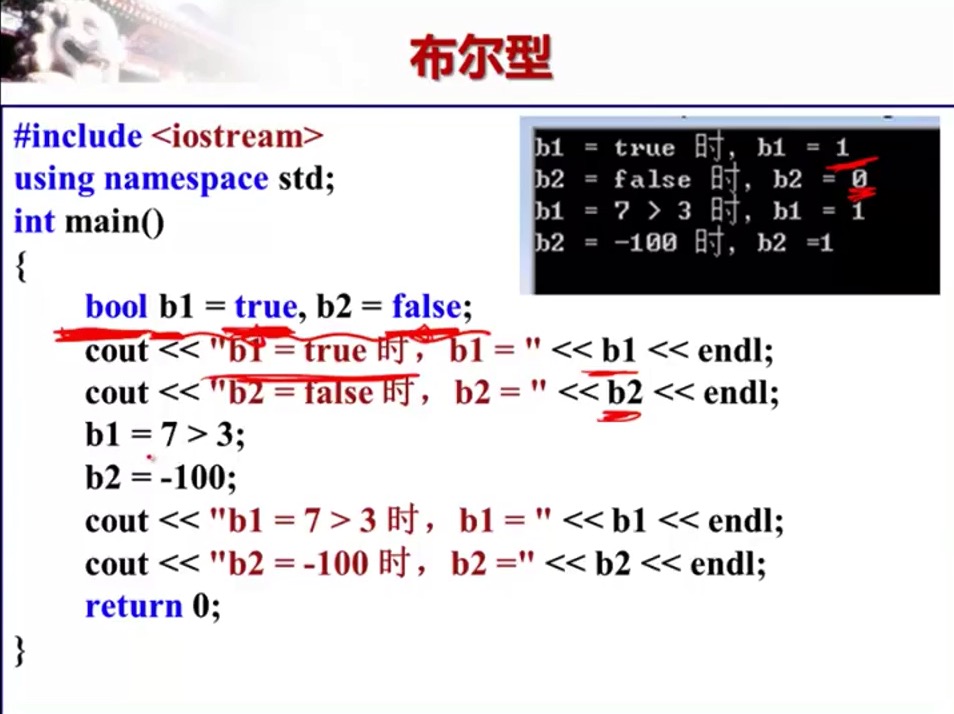 布尔型
#include <iostream>
using namespace std;
int main()
{
bool b1 = true, b2 = false;
cout << "b1 = true 时， b1 = " << b1 << endl;
cout << "b2 = false 时， b2 = " << b2 << endl;
b1 = 7 > 3;
b2 = -100;
cout << "b1 = 7 > 3 时， b1 = " << b1 << endl;
cout << "b2 = -100 时， b2 =" << b2 << endl;
return 0;
}
b1 = true 时, b1 = 1
b2 = false 时, b2 = 0
b1 = 7 > 3 时, b1 = 1
b2 = -100 时, b2 =1